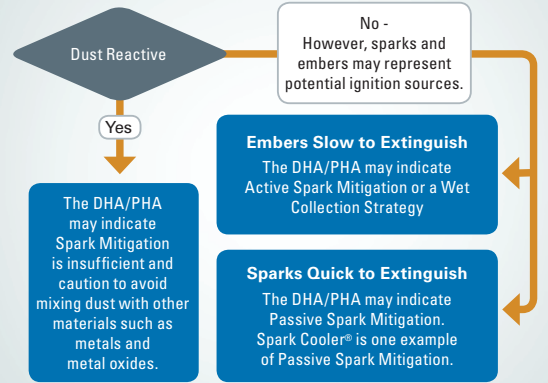 Dust Reactive
No -
However, sparks and
embers may represent
potential ignition sources.
Yes
The DHA/PHA
may indicate
Spark Mitigation
is insufficient and
caution to avoid
mixing dust with other
materials such as
metals and
metal oxides.
Embers Slow to Extinguish
The DHA/PHA may indicate
Active Spark Mitigation or a Wet
Collection Strategy
Sparks Quick to Extinguish
The DHA/PHA may indicate
Passive Spark Mitigation.
Spark Cooler® is one example
of Passive Spark Mitigation.